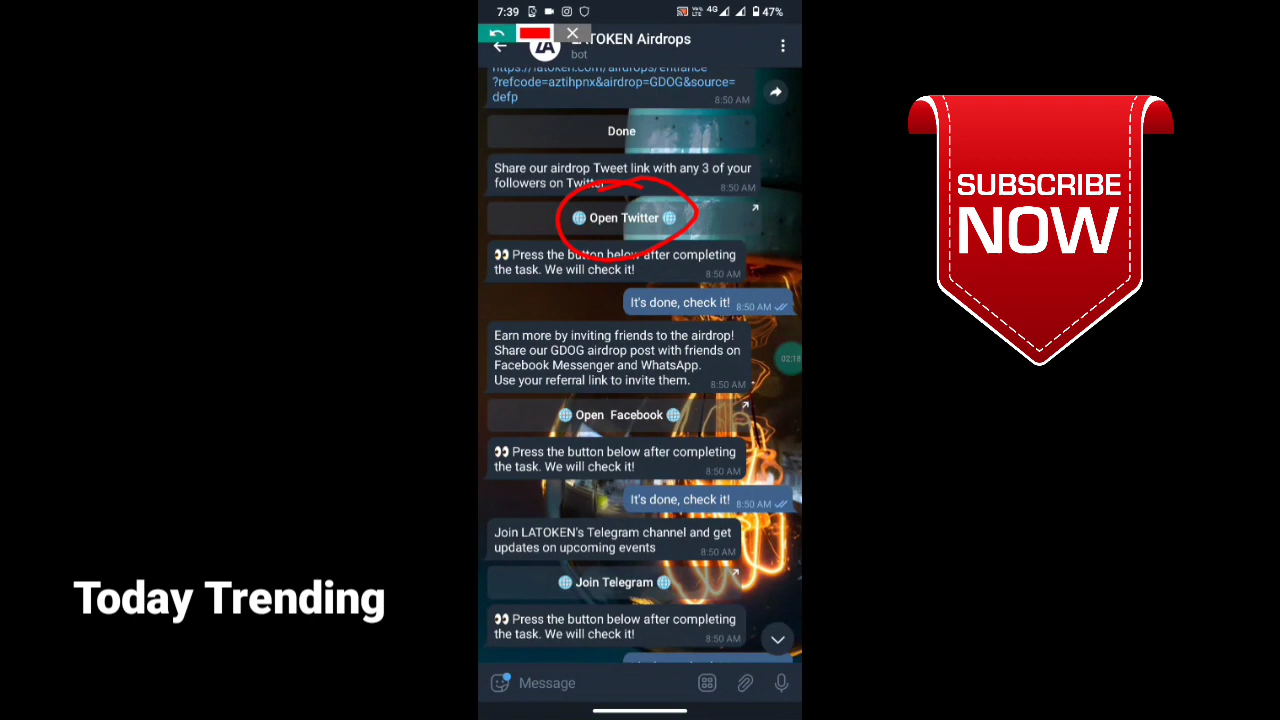 7:39
4G
47%
LATOKEN Airdrops
bot
https://latoken.com/airdrops/entrance
?refcode=aztihpnx&airdrop=GDOG&source=
defp
8:50 AM
Done
Share our airdrop Tweet link with any 3 of your
followers on Twitter
8:50 AM
Open Twitter
Press the button below after completing
the task. We will check it!
8:50 AM
It's done, check it!
8:50 AM
Earn more by inviting friends to the airdrop!
Share our GDOG airdrop post with friends on
Facebook Messenger and WhatsApp.
Use your referral link to invite them.
8:50 AM
02:18
Open Facebook
Press the button below after completing
the task. We will check it!
8:50 AM
It's done, check it!
8:50 AM
Join LATOKEN's Telegram channel and get
updates on upcoming events
8:50 AM
Join Telegram
Press the button below after completing
the task. We will check it!
8:50 AM
Message
SUBSCRIBE
NOW
Today Trending